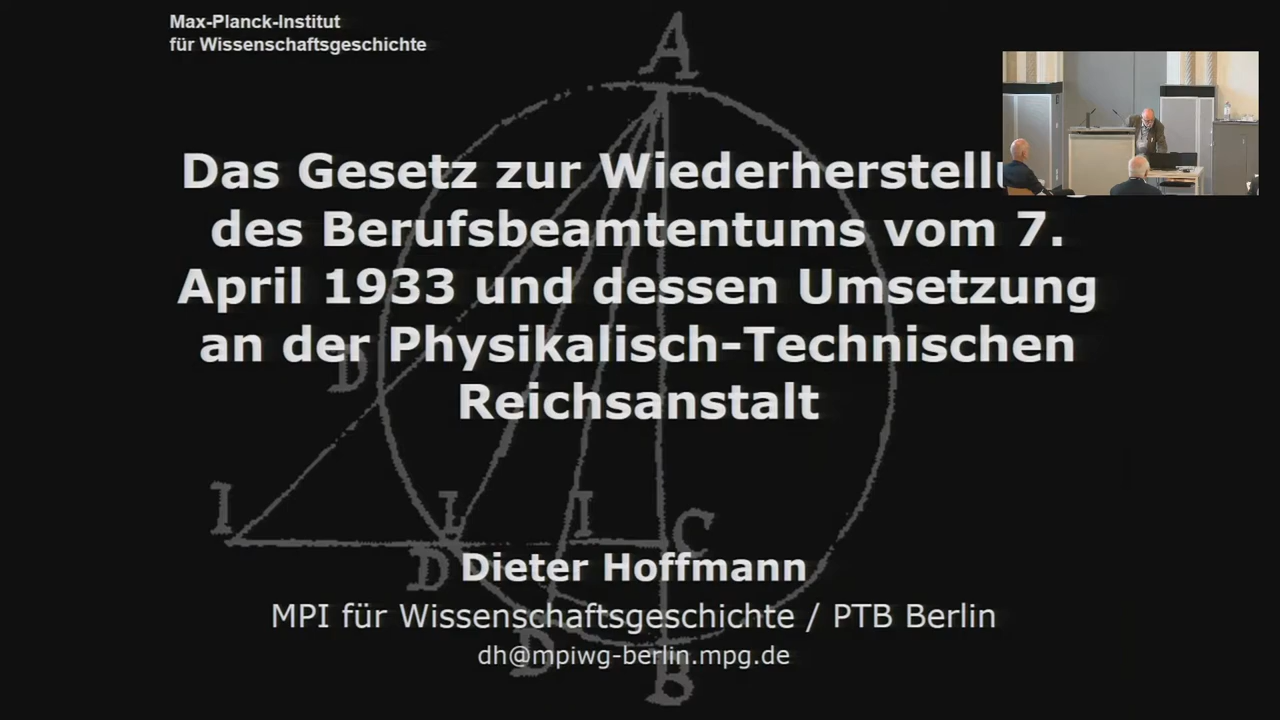 Max-Planck-Institut
für Wissenschaftsgeschichte
A
Das Gesetz zur
des Berufsbeamtentums vom 7.
April 1933 und dessen Umsetzung
an der Physikalisch-Technischen
D
Reichsanstalt
I L I C
D
Dieter Hoffmann
MPI für Wissenschaftsgeschichte / PTB Berlin
D
dh@mpiwg-berlin.mpg.de
B